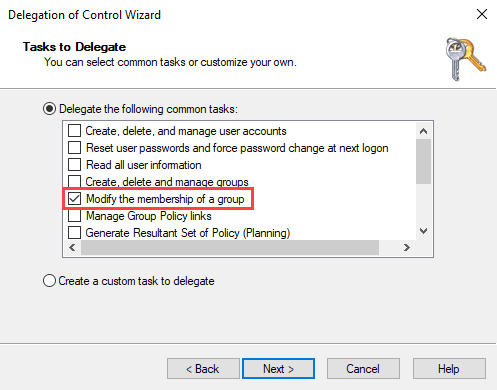 Delegation of Control Wizard
Tasks to Delegate
You can select common tasks or customize your own.
Delegate the following common tasks:
Create, delete, and manage user accounts
Reset user passwords and force password change at next logon
Read all user information
Create, delete and manage groups
Modify the membership of a group
Manage Group Policy links
Generate Resultant Set of Policy (Planning)
Create a custom task to delegate
< Back
Next >
Cancel
Help